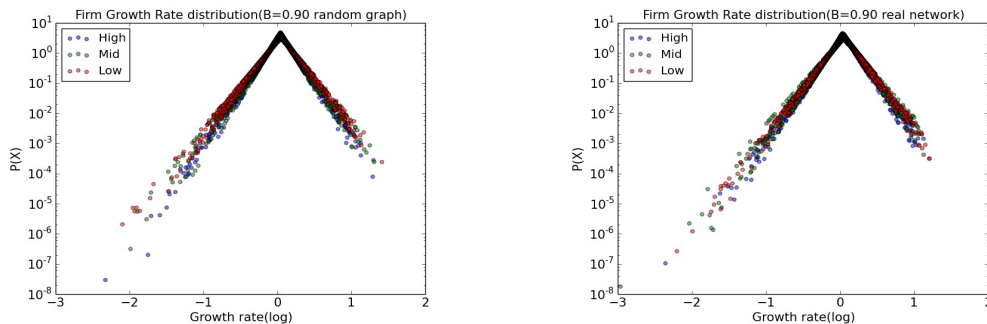 Firm Growth Rate distribution(B=0.90 random graph)
10^1
10^0
10^-1
10^-2
10^-3
10^-4
10^-5
10^-6
10^-7
10^-8
P(X)
High
Mid
Low
−3
−2
−1
0
1
2
Growth rate(log)
Firm Growth Rate distribution(B=0.90 real network)
10^1
10^0
10^-1
10^-2
10^-3
10^-4
10^-5
10^-6
10^-7
10^-8
P(X)
High
Mid
Low
−3
−2
−1
0
1
2
Growth rate(log)